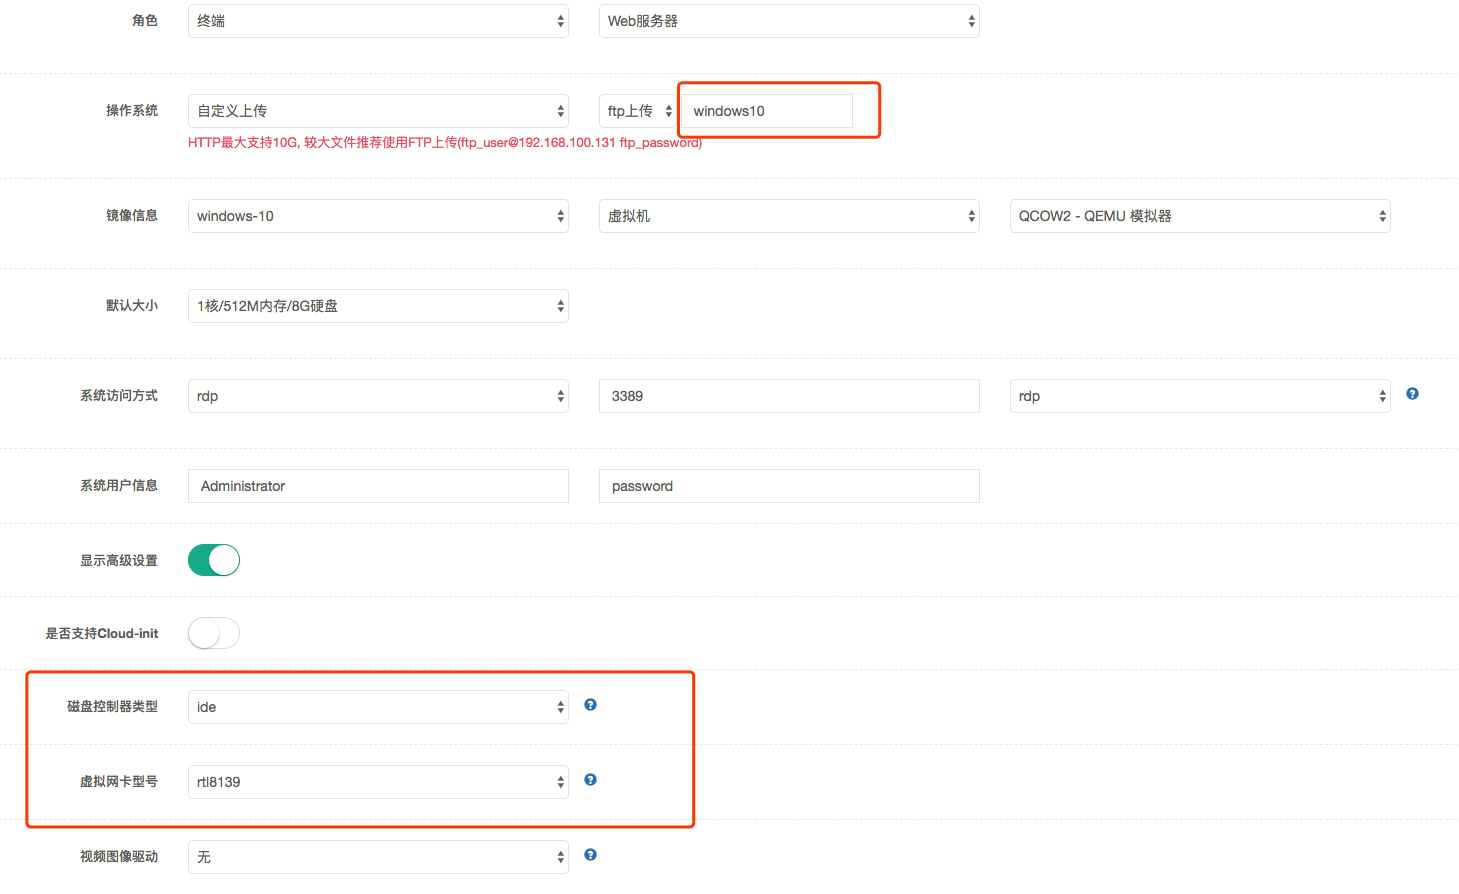 角色 终端 Web服务器
操作系统 自定义上传 ftp上传 windows10
HTTP最大支持10G, 较大文件推荐使用FTP上传(ftp_user@192.168.100.131 ftp_password)
镜像信息 windows-10 虚拟机 QCOW2 - QEMU 模拟器
默认大小 1核/512M内存/8G硬盘
系统访问方式 rdp 3389 rdp
系统用户信息 Administrator password
显示高级设置
是否支持Cloud-init
磁盘控制器类型 ide
虚拟网卡型号 rtl8139
视频图像驱动 无